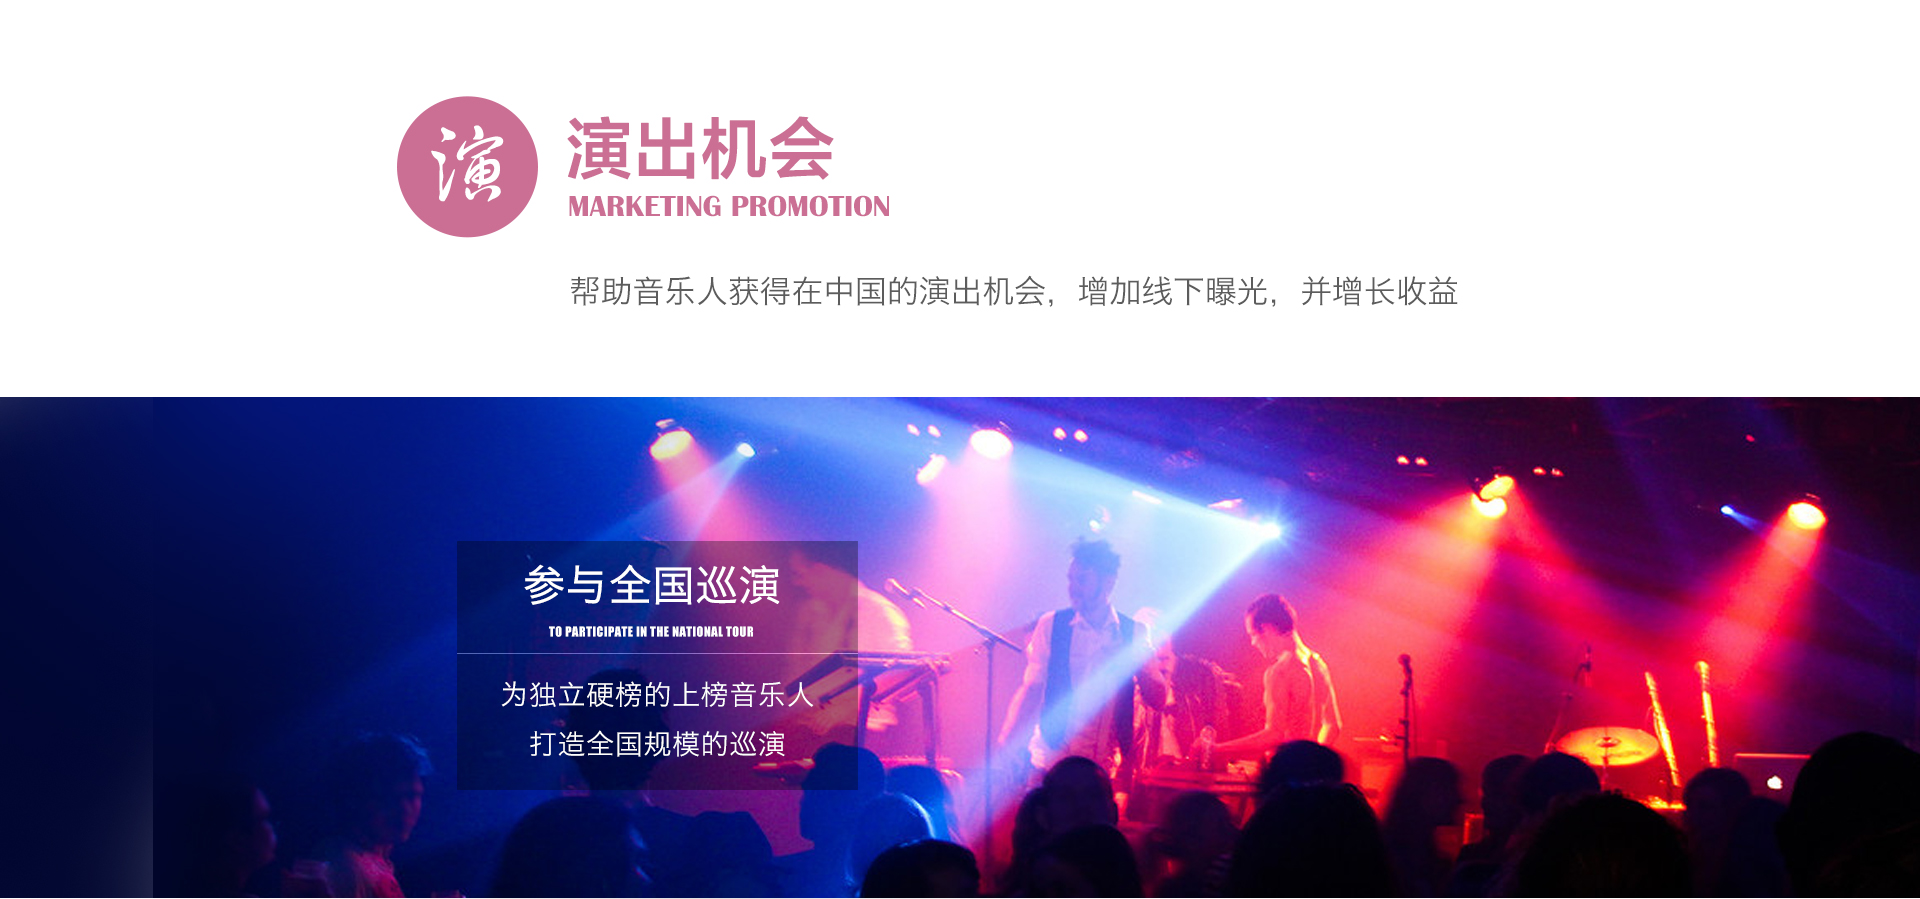 演
演出机会
MARKETING PROMOTION
帮助音乐人获得在中国的演出机会，增加线下曝光，并增长收益
参与全国巡演
TO PARTICIPATE IN THE NATIONAL TOUR
为独立硬榜的上榜音乐人
打造全国规模的巡演